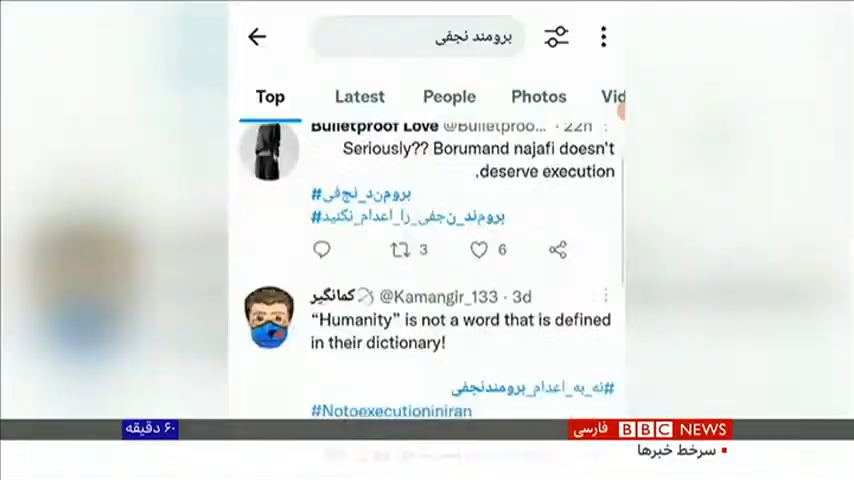 برومند نجفی
Top Latest People Photos Vid
Bulletproof Love @Bulletproo... · 22h
Seriously?? Borumand najafi doesn't
.deserve execution
#برومند_نجفی
#برومند_نجفی_را_اعدام_نکنید
3 6
کمانگیر @Kamangir_133 · 3d
“Humanity” is not a word that is defined
in their dictionary!
#نه_به_اعدام_برومندنجفی
#Notoexecutioniniran
۶۰ دقیقه
BBC NEWS فارسی
سرخط خبرها